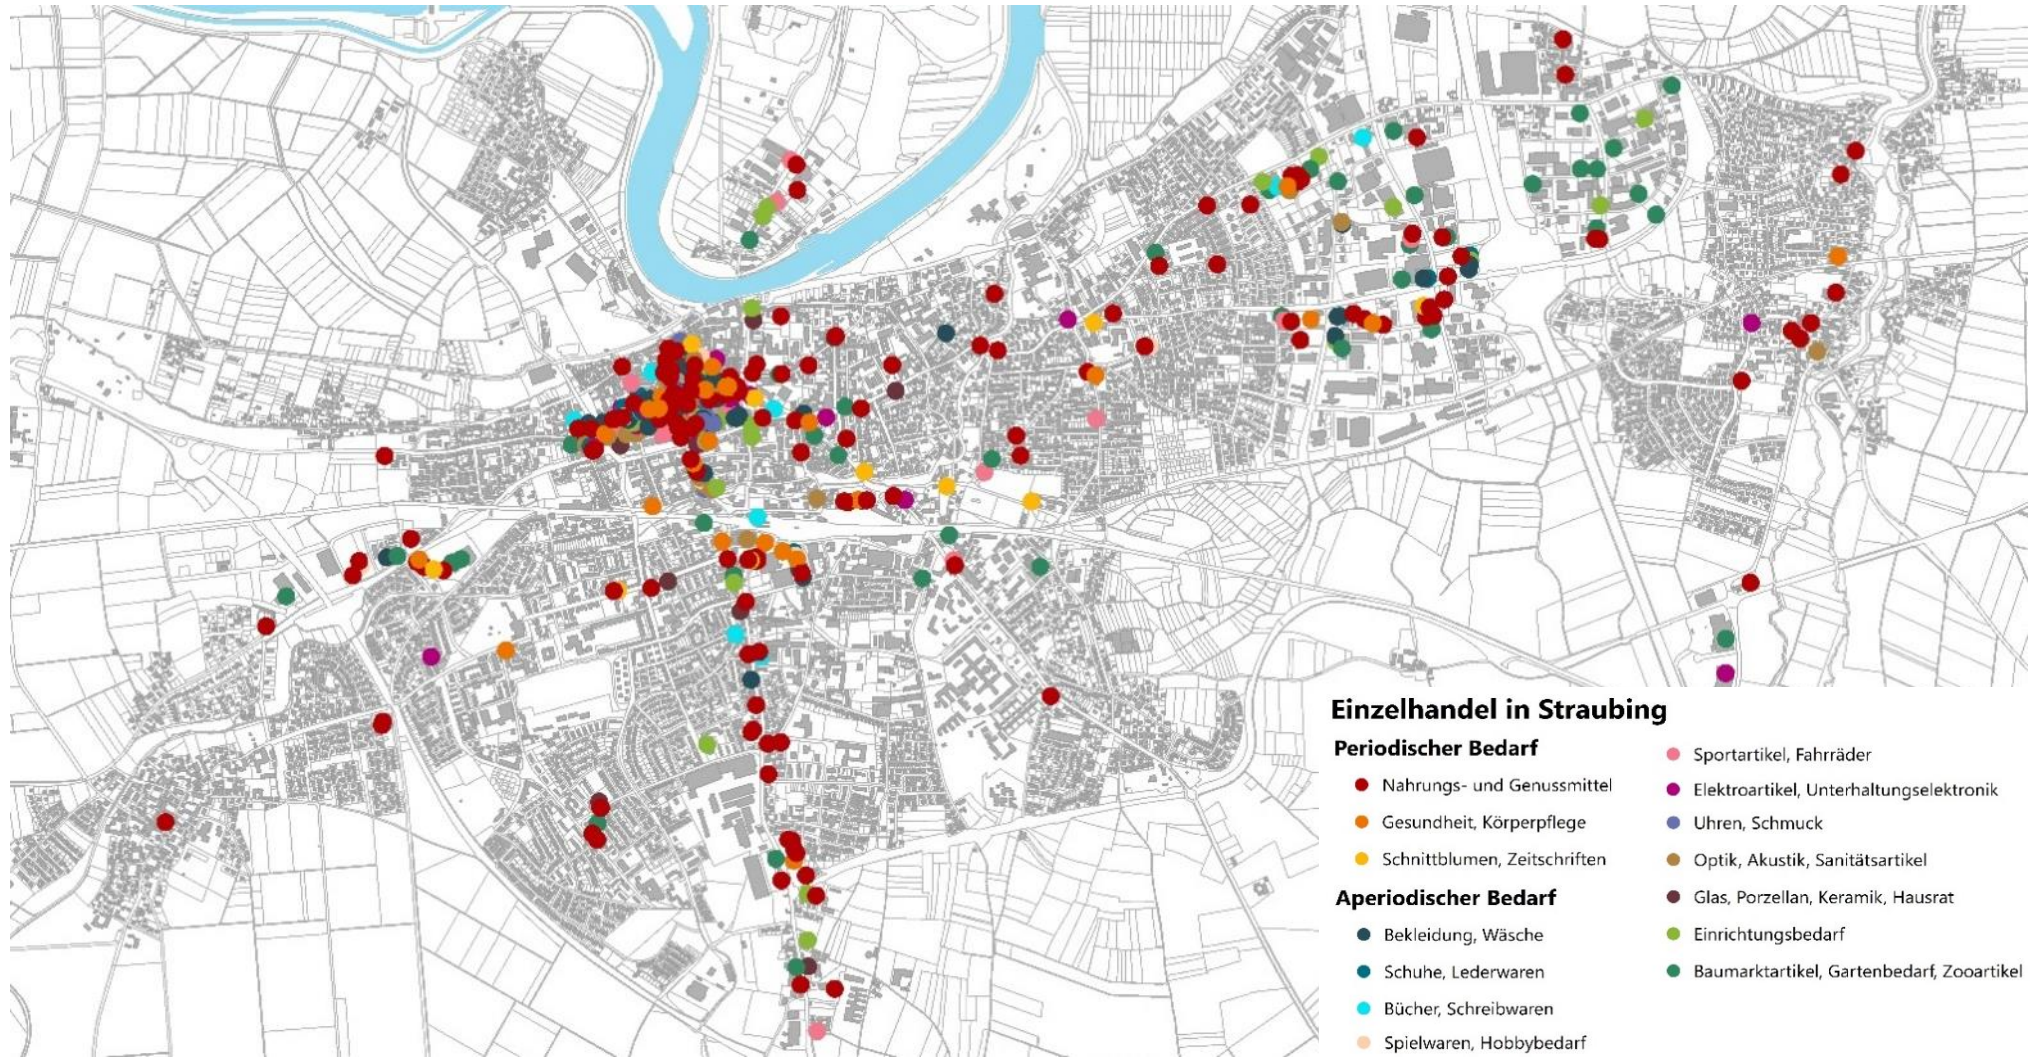 Einzelhandel in Straubing
Periodischer Bedarf
Nahrungs- und Genussmittel
Gesundheit, Körperpflege
Schnittblumen, Zeitschriften
Aperiodischer Bedarf
Bekleidung, Wäsche
Schuhe, Lederwaren
Bücher, Schreibwaren
Spielwaren, Hobbybedarf
Sportartikel, Fahrräder
Elektroartikel, Unterhaltungselektronik
Uhren, Schmuck
Optik, Akustik, Sanitätsartikel
Glas, Porzellan, Keramik, Hausrat
Einrichtungsbedarf
Baumarktartikel, Gartenbedarf, Zooartikel